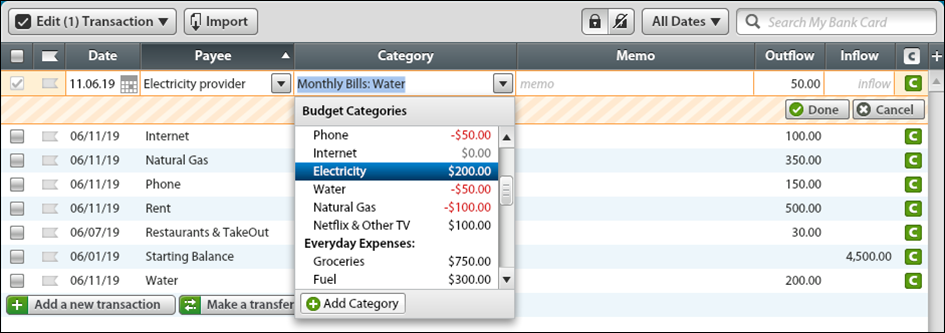 Edit (1) Transaction Import All Dates Search My Bank Card
Date Payee Category Memo Outflow Inflow C +
11.06.19 Electricity provider Monthly Bills: Water memo 50.00 inflow C
Budget Categories Done Cancel
Phone -$50.00
Internet $0.00
Electricity $200.00
Water -$50.00
Natural Gas -$100.00
Netflix & Other TV $100.00
Everyday Expenses:
Groceries $750.00
Fuel $300.00
Add Category
06/11/19 Internet 100.00 C
06/11/19 Natural Gas 350.00 C
06/11/19 Phone 150.00 C
06/11/19 Rent 500.00 C
06/07/19 Restaurants & TakeOut 30.00 C
06/01/19 Starting Balance 4,500.00 C
06/11/19 Water 200.00 C
Add a new transaction Make a transfer